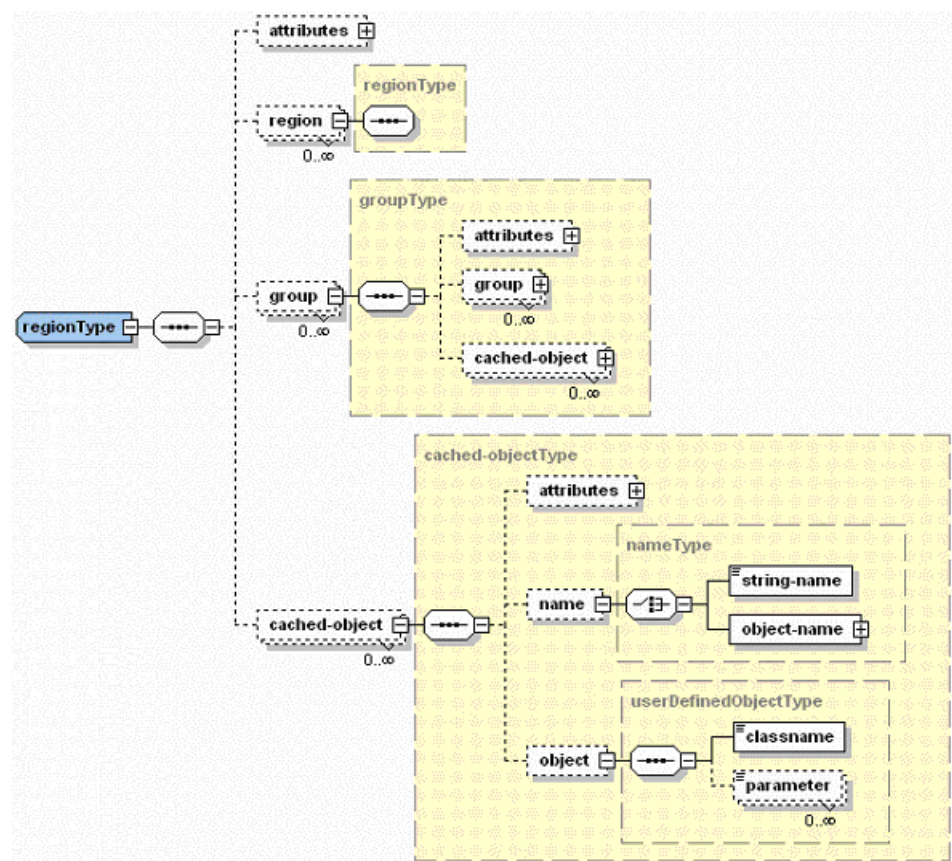 attributes
regionType
region
0..∞
groupType
attributes
group
0..∞
group
0..∞
regionType
cached-object
0..∞
cached-objectType
attributes
nameType
string-name
name
object-name
cached-object
0..∞
userDefinedObjectType
classname
object
parameter
0..∞